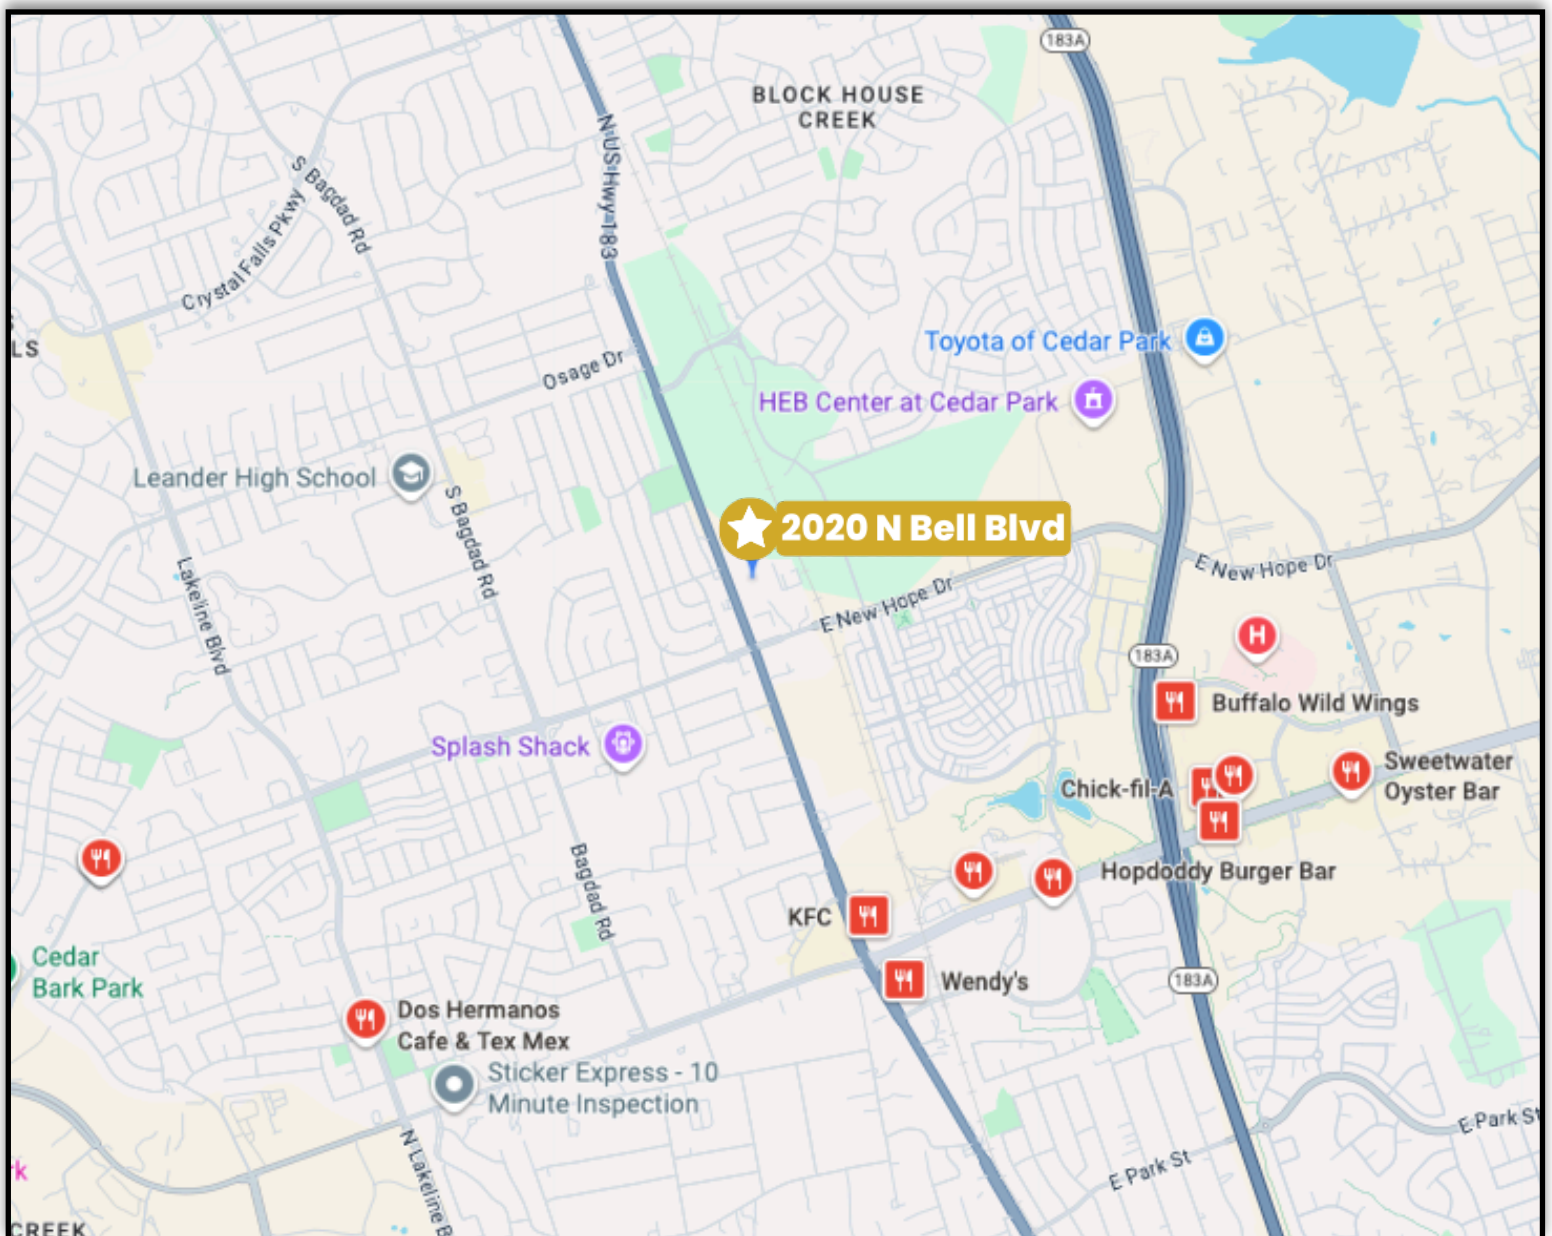 183A
BLOCK HOUSE
CREEK
N US Hwy 183
S Bagdad Rd
Crystal Falls Pkwy
LS
Toyota of Cedar Park
Osage Dr
HEB Center at Cedar Park
Leander High School
S Bagdad Rd
2020 N Bell Blvd
E New Hope Dr
E New Hope Dr
Lakeline Blvd
183A
H
Buffalo Wild Wings
Splash Shack
Sweetwater
Oyster Bar
Chick-fil-A
Hopdoddy Burger Bar
Bagdad Rd
KFC
Cedar
Bark Park
Wendy's
183A
Dos Hermanos
Cafe & Tex Mex
Sticker Express - 10
Minute Inspection
E Park St
N Lakeline B
E Park St
rk
CREEK